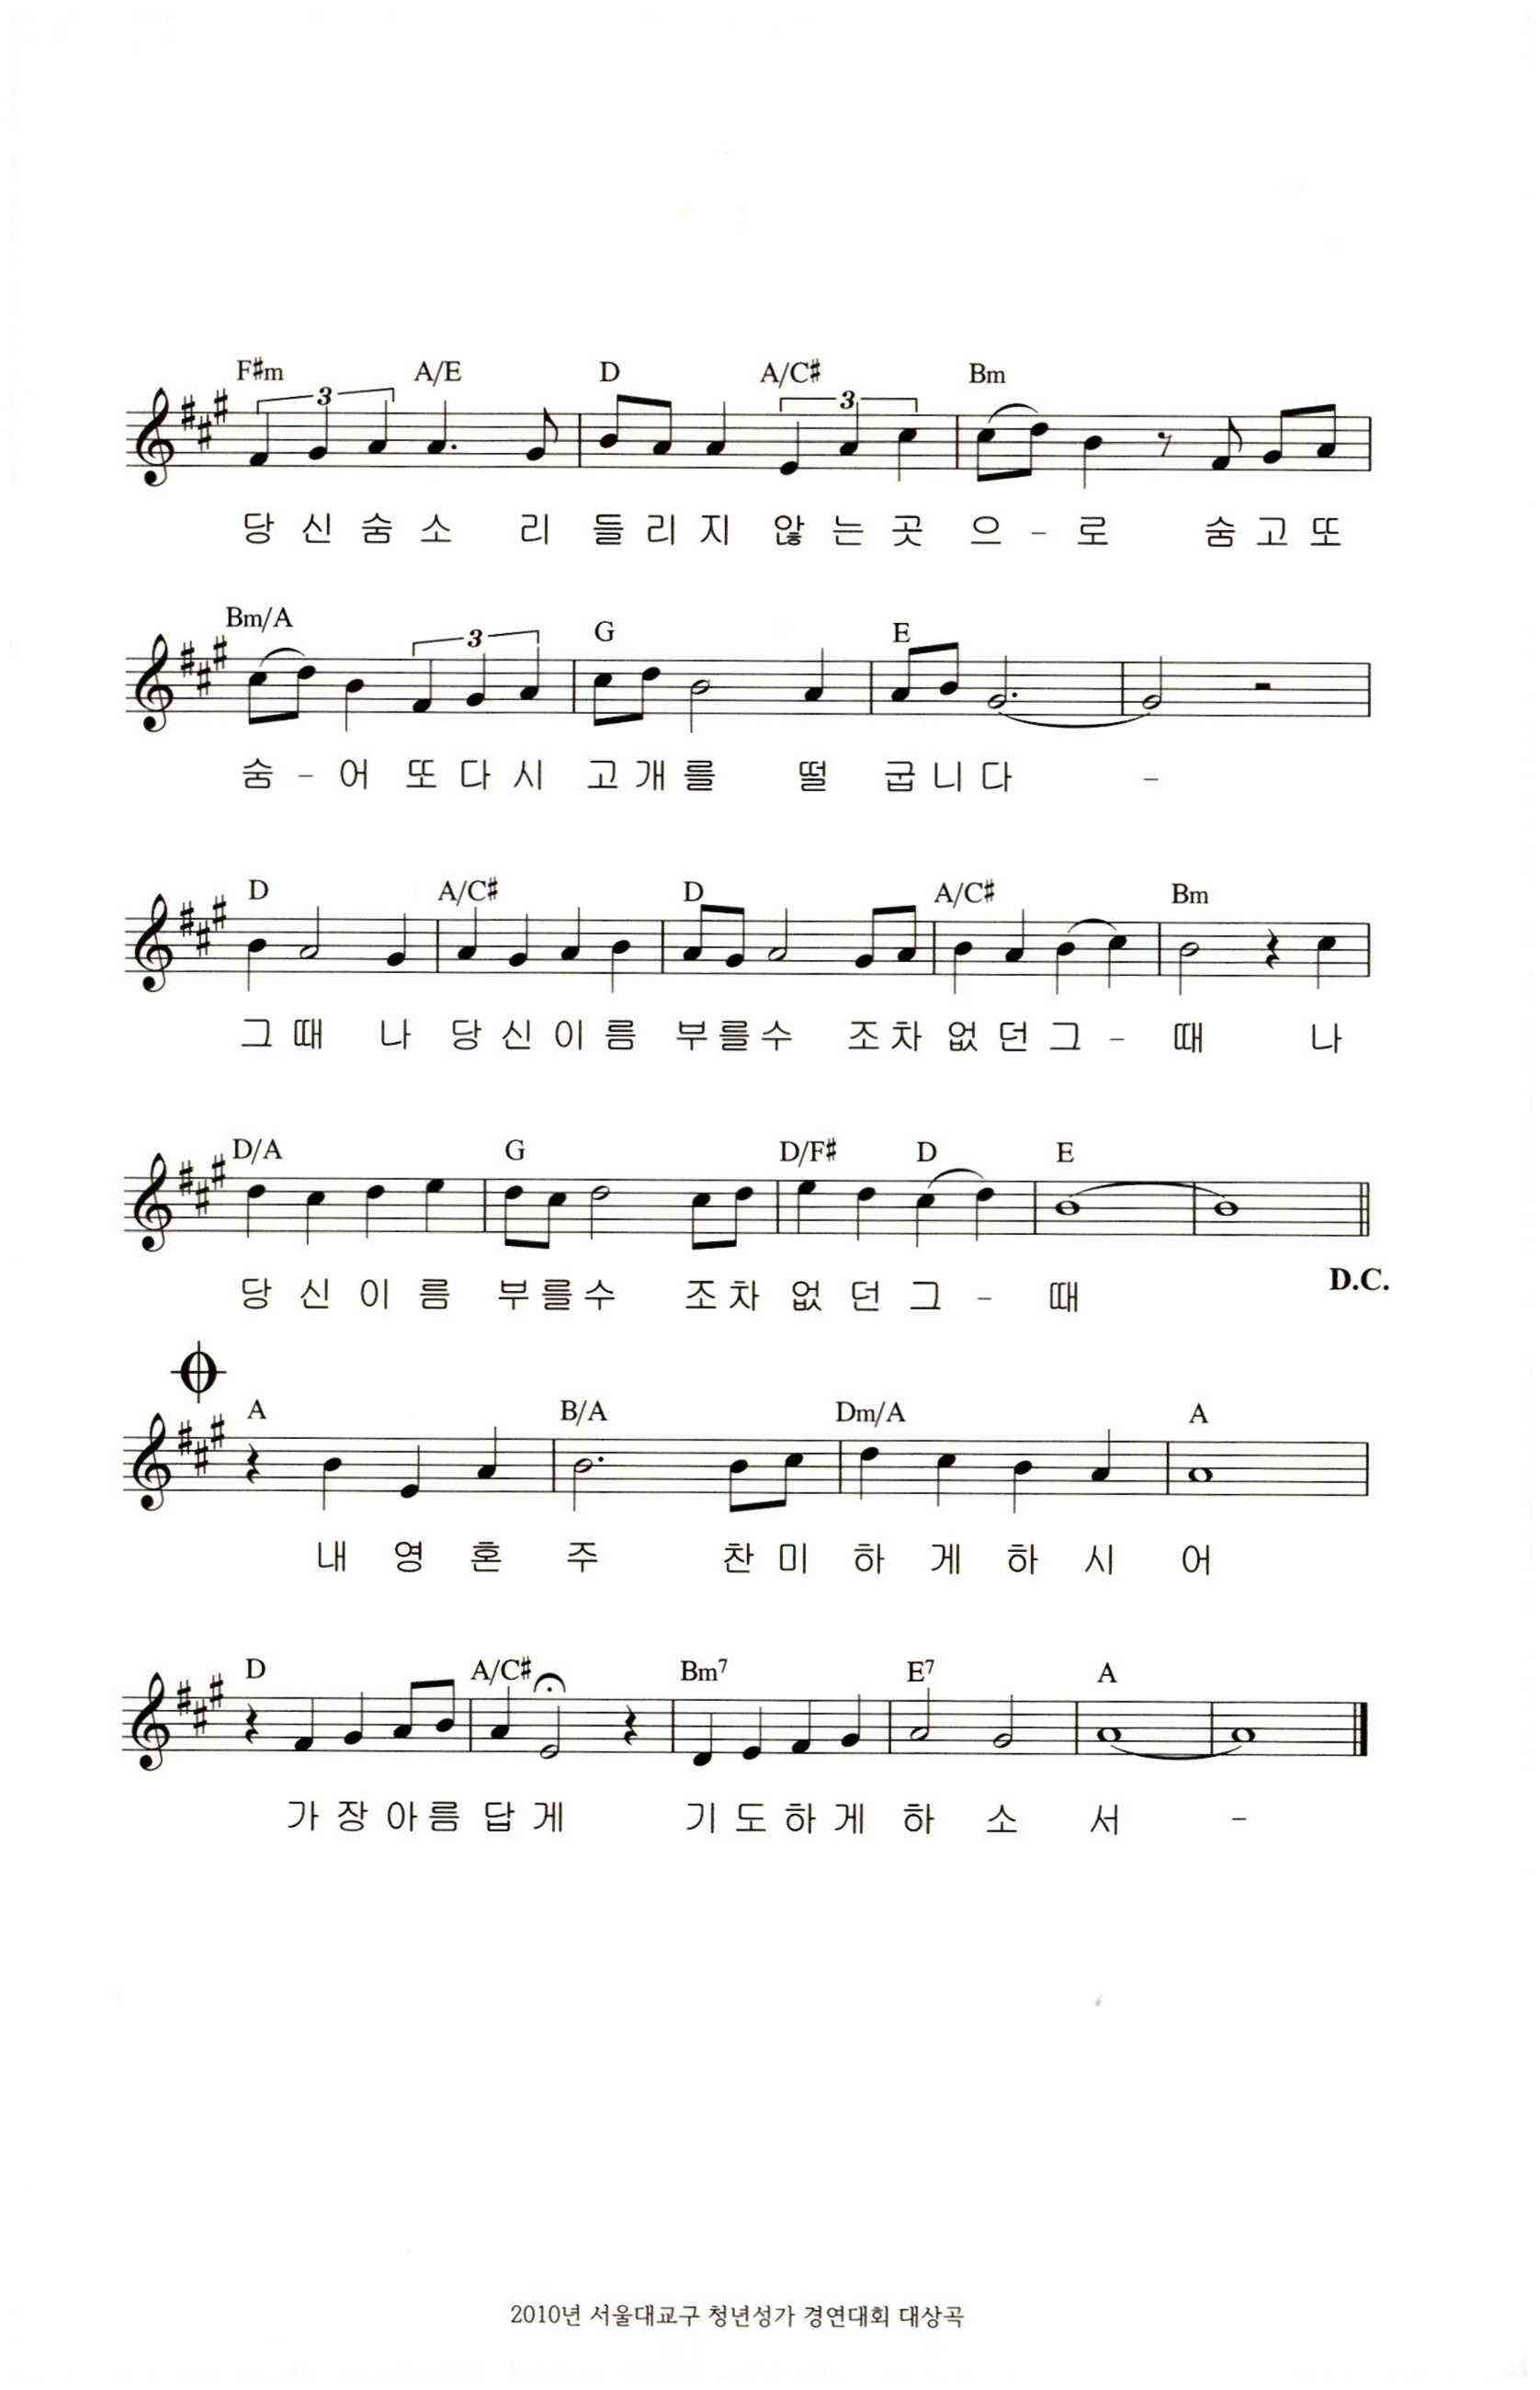 F#m 3 A/E D A/C# 3 Bm
당 신 숨 소 리 들 리 지 않 는 곳 으 - 로 숨 고 또
Bm/A 3 G E
숨 - 어 또 다 시 고 개 를 떨 굽 니 다 -
D A/C# D A/C# Bm
그 때 나 당 신 이 름 부 를 수 조 차 없 던 그 - 때 나
D/A G D/F# D E
당 신 이 름 부 를 수 조 차 없 던 그 - 때
D.C.
A B/A Dm/A A
내 영 혼 주 찬 미 하 게 하 시 어
D A/C# Bm7 E7 A
가 장 아 름 답 게 기 도 하 게 하 소 서 -
2010년 서울대교구 청년성가 경연대회 대상곡